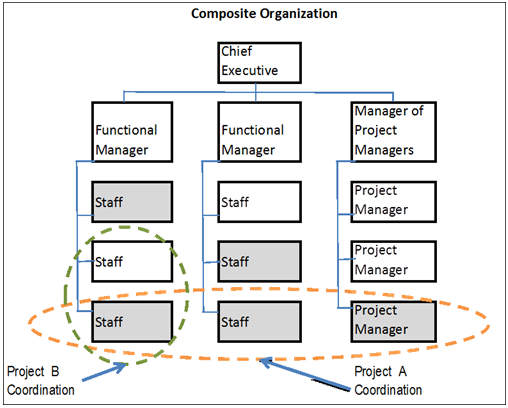 Composite Organization
Chief
Executive
Functional
Manager
Functional
Manager
Manager of
Project
Managers
Staff
Staff
Project
Manager
Staff
Staff
Project
Manager
Staff
Staff
Project
Manager
Project B
Coordination
Project A
Coordination